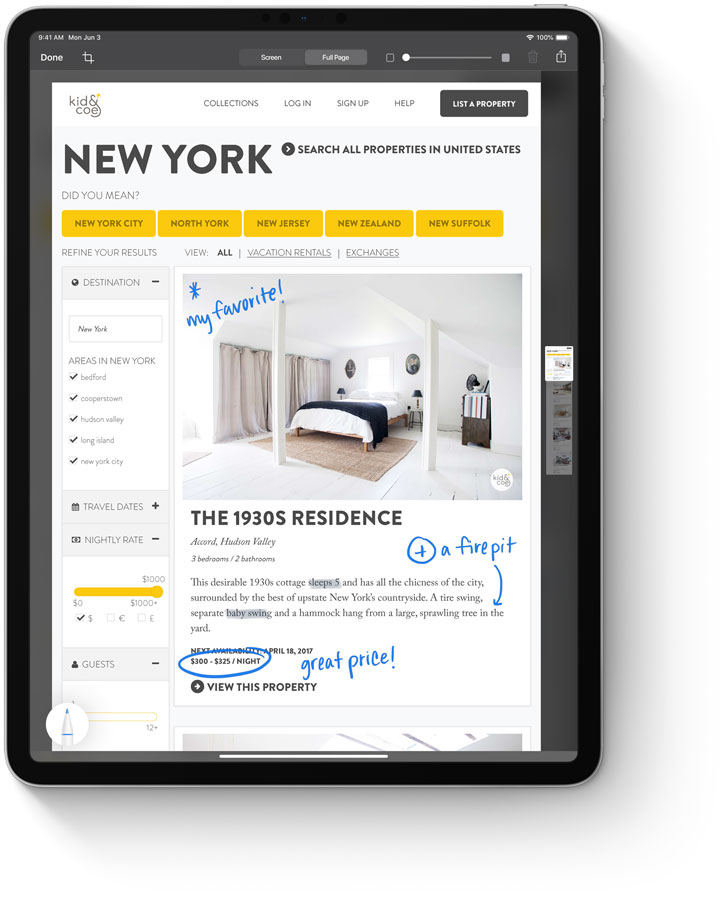 9:41 AM Mon Jun 3
100%
Done
Screen
Full Page
kid&
coe
COLLECTIONS
LOG IN
SIGN UP
HELP
LIST A PROPERTY
NEW YORK
SEARCH ALL PROPERTIES IN UNITED STATES
DID YOU MEAN?
NEW YORK CITY
NORTH YORK
NEW JERSEY
NEW ZEALAND
NEW SUFFOLK
REFINE YOUR RESULTS
VIEW: ALL | VACATION RENTALS | EXCHANGES
DESTINATION
New York
AREAS IN NEW YORK
bedford
cooperstown
hudson valley
long island
new york city
TRAVEL DATES
NIGHTLY RATE
$1000
$0
$1000+
$
€
£
GUESTS
1
12+
* my favorite!
kid&
coe
THE 1930S RESIDENCE
Accord, Hudson Valley
3 bedrooms / 2 bathrooms
+ a firepit
This desirable 1930s cottage sleeps 5 and has all the chicness of the city,
surrounded by the best of upstate New York's countryside. A tire swing,
separate baby swing and a hammock hang from a large, sprawling tree in the
yard.
NEXT AVAILABILITY: APRIL 18, 2017
$300 - $325 / NIGHT
great price!
VIEW THIS PROPERTY